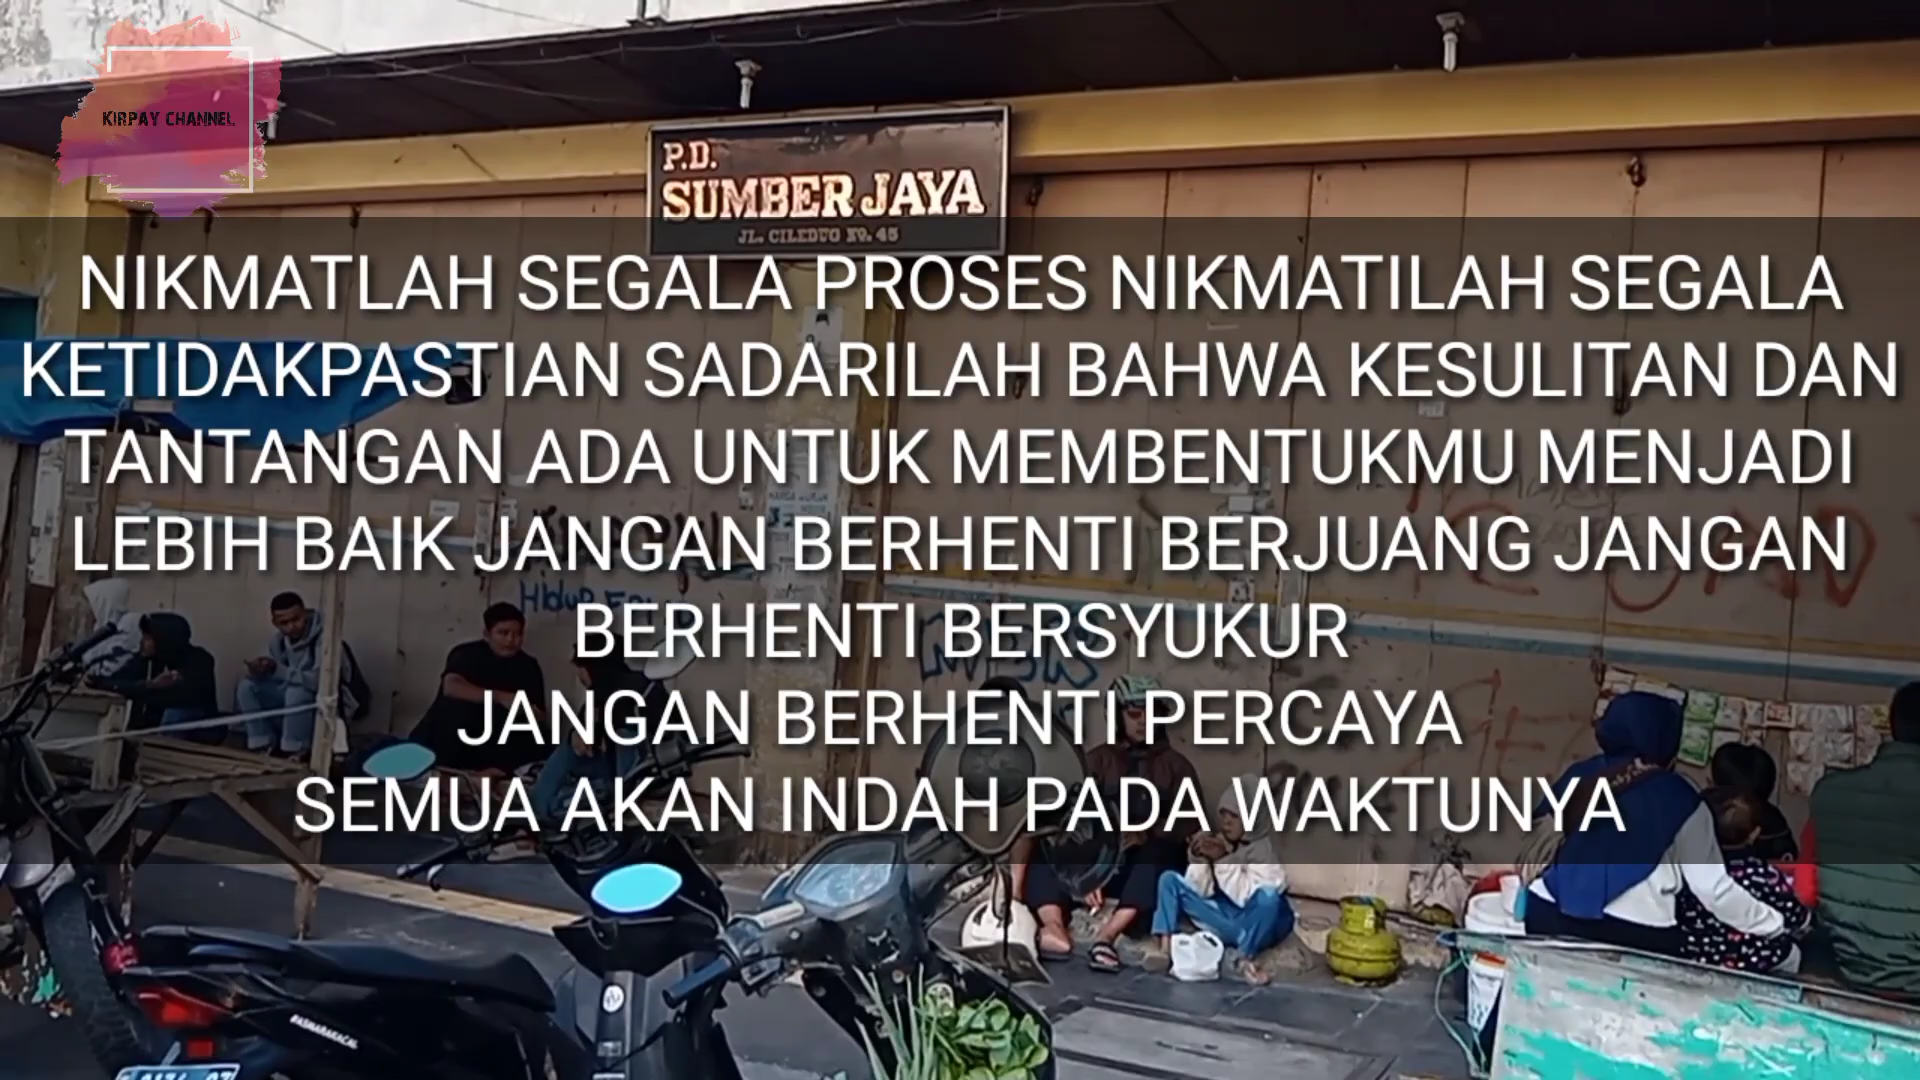 KIRPAY CHANNEL
P.D.
SUMBER JAYA
JL. CILEDUG NO. 45
NIKMATLAH SEGALA PROSES NIKMATILAH SEGALA
KETIDAKPASTIAN SADARILAH BAHWA KESULITAN DAN
TANTANGAN ADA UNTUK MEMBENTUKMU MENJADI
LEBIH BAIK JANGAN BERHENTI BERJUANG JANGAN
BERHENTI BERSYUKUR
JANGAN BERHENTI PERCAYA
SEMUA AKAN INDAH PADA WAKTUNYA